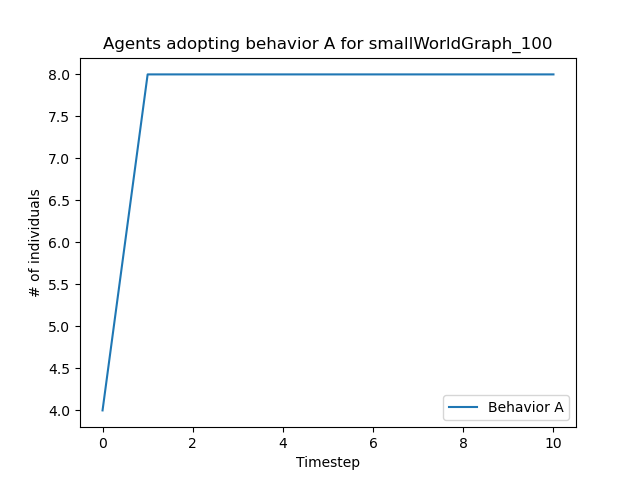 Agents adopting behavior A for smallWorldGraph_100
8.0
7.5
7.0
6.5
6.0
5.5
5.0
4.5
4.0
# of individuals
Behavior A
0 2 4 6 8 10
Timestep